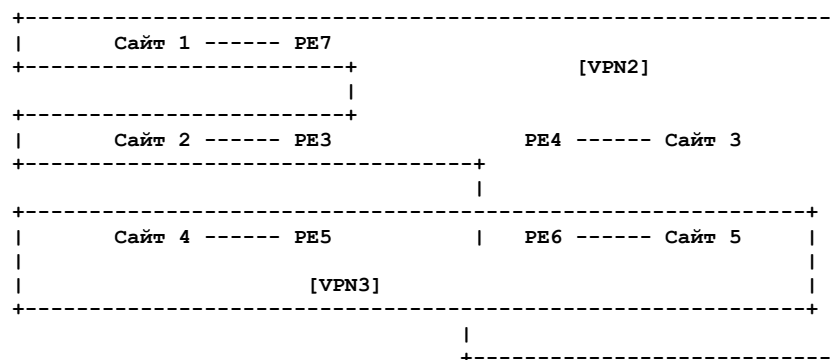 Сайт 1 ------ PE7
[VPN2]
Сайт 2 ------ PE3 PE4 ------ Сайт 3
Сайт 4 ------ PE5 PE6 ------ Сайт 5
[VPN3]